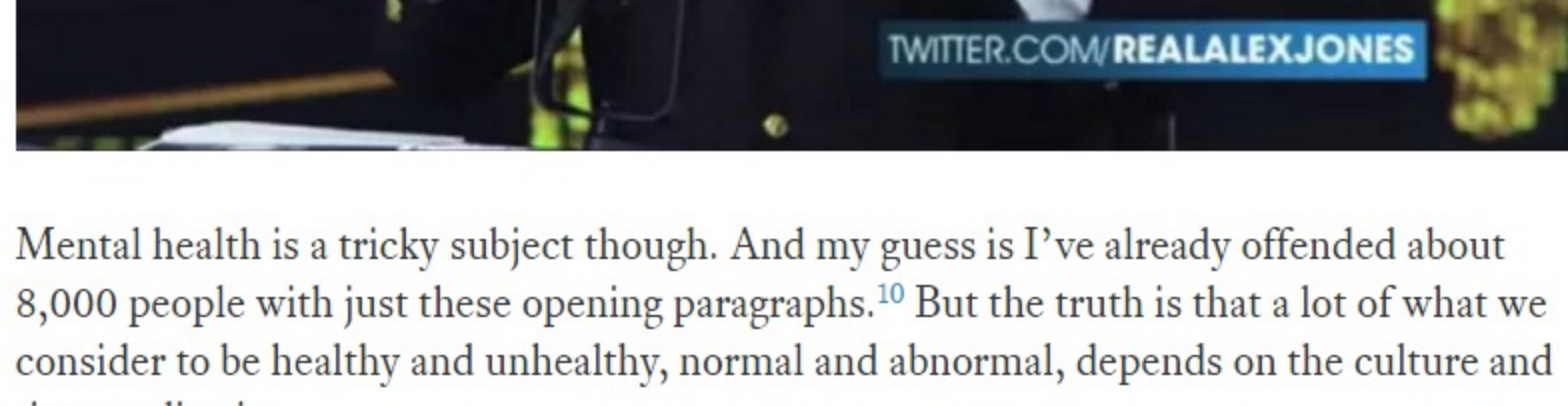 TWITTER.COM/REALALEXJONES
Mental health is a tricky subject though. And my guess is I’ve already offended about
8,000 people with just these opening paragraphs.10 But the truth is that a lot of what we
consider to be healthy and unhealthy, normal and abnormal, depends on the culture and